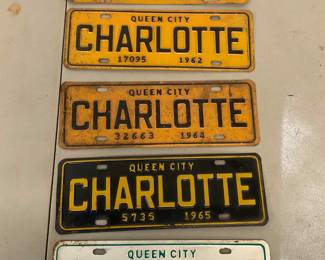 QUEEN CITY
CHARLOTTE
17095 1962
QUEEN CITY
CHARLOTTE
32663 1964
QUEEN CITY
CHARLOTTE
5735 1965
QUEEN CITY